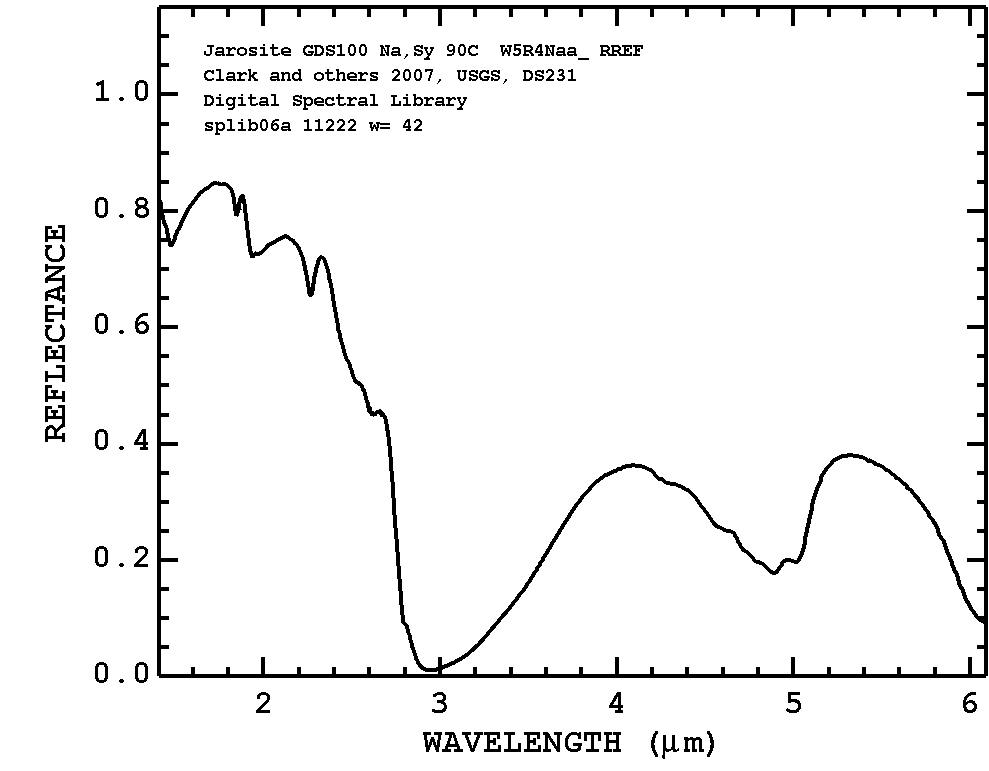 Jarosite GDS100 Na,Sy 90C  W5R4Naa_ RREF
Clark and others 2007, USGS, DS231
Digital Spectral Library
splib06a 11222 w= 42
1.0
0.8
0.6
0.4
0.2
0.0
REFLECTANCE
2 3 4 5 6
WAVELENGTH (μm)